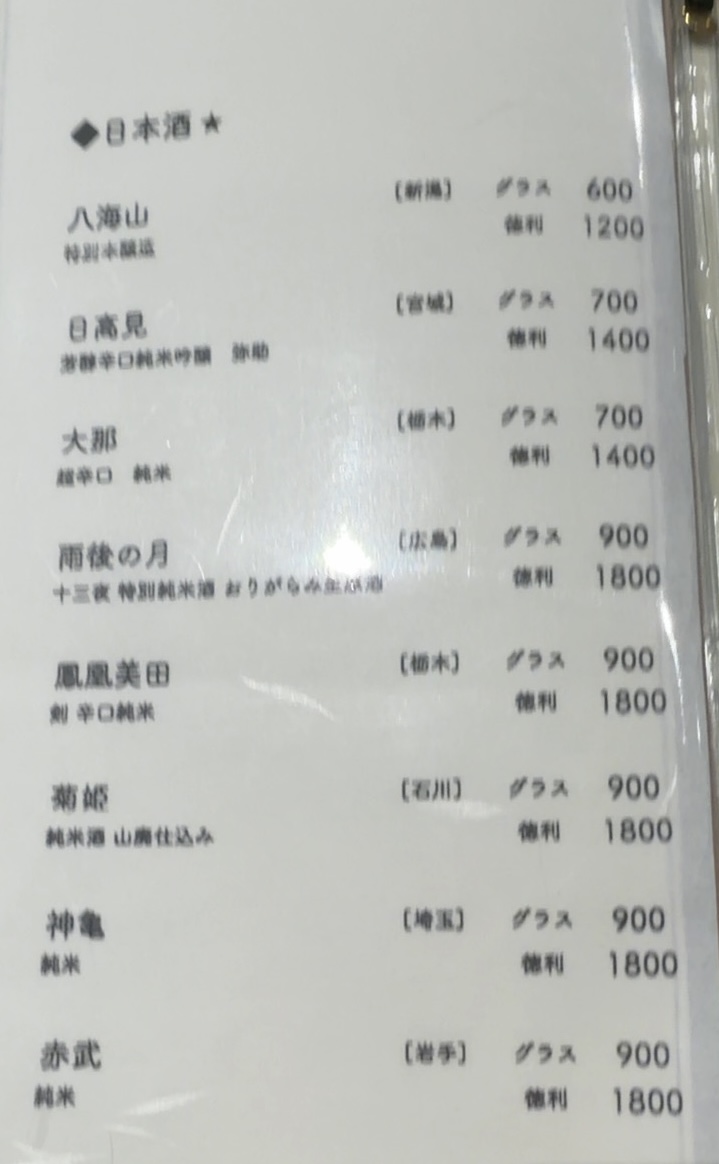 ◆日本酒★
八海山 〔新潟〕 グラス 600
特別本醸造 徳利 1200
日高見 〔宮城〕 グラス 700
芳醇辛口純米吟醸 弥助 徳利 1400
大那 〔栃木〕 グラス 700
超辛口 純米 徳利 1400
雨後の月 〔広島〕 グラス 900
十三夜 特別純米酒 おりがらみ生原酒 徳利 1800
鳳凰美田 〔栃木〕 グラス 900
剱 辛口純米 徳利 1800
菊姫 〔石川〕 グラス 900
純米酒 山廃仕込み 徳利 1800
神亀 〔埼玉〕 グラス 900
純米 徳利 1800
赤武 〔岩手〕 グラス 900
純米 徳利 1800